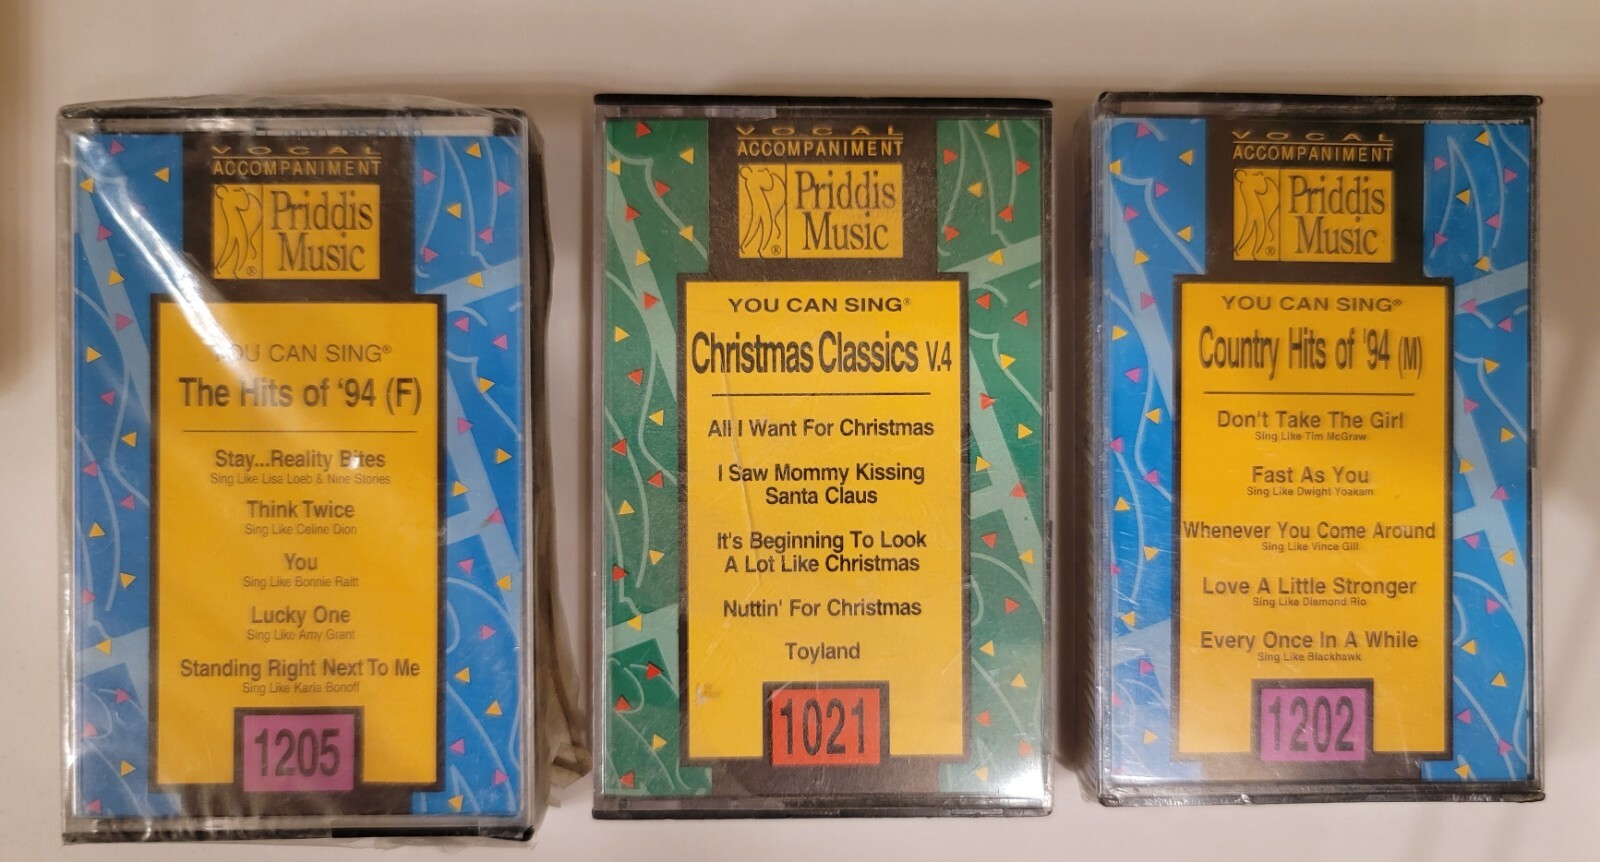 VOCAL
ACCOMPANIMENT
Priddis
Music
®
YOU CAN SING®
The Hits of '94 (F)
Stay...Reality Bites
Sing Like Lisa Loeb & Nine Stories
Think Twice
Sing Like Celine Dion
You
Sing Like Bonnie Raitt
Lucky One
Sing Like Amy Grant
Standing Right Next To Me
Sing Like Karla Bonoff
1205
VOCAL
ACCOMPANIMENT
Priddis
Music
®
YOU CAN SING®
Christmas Classics V.4
All I Want For Christmas
I Saw Mommy Kissing
Santa Claus
It's Beginning To Look
A Lot Like Christmas
Nuttin' For Christmas
Toyland
1021
VOCAL
ACCOMPANIMENT
Priddis
Music
®
YOU CAN SING®
Country Hits of '94 (M)
Don't Take The Girl
Sing Like Tim McGraw
Fast As You
Sing Like Dwight Yoakam
Whenever You Come Around
Sing Like Vince Gill
Love A Little Stronger
Sing Like Diamond Rio
Every Once In A While
Sing Like Blackhawk
1202